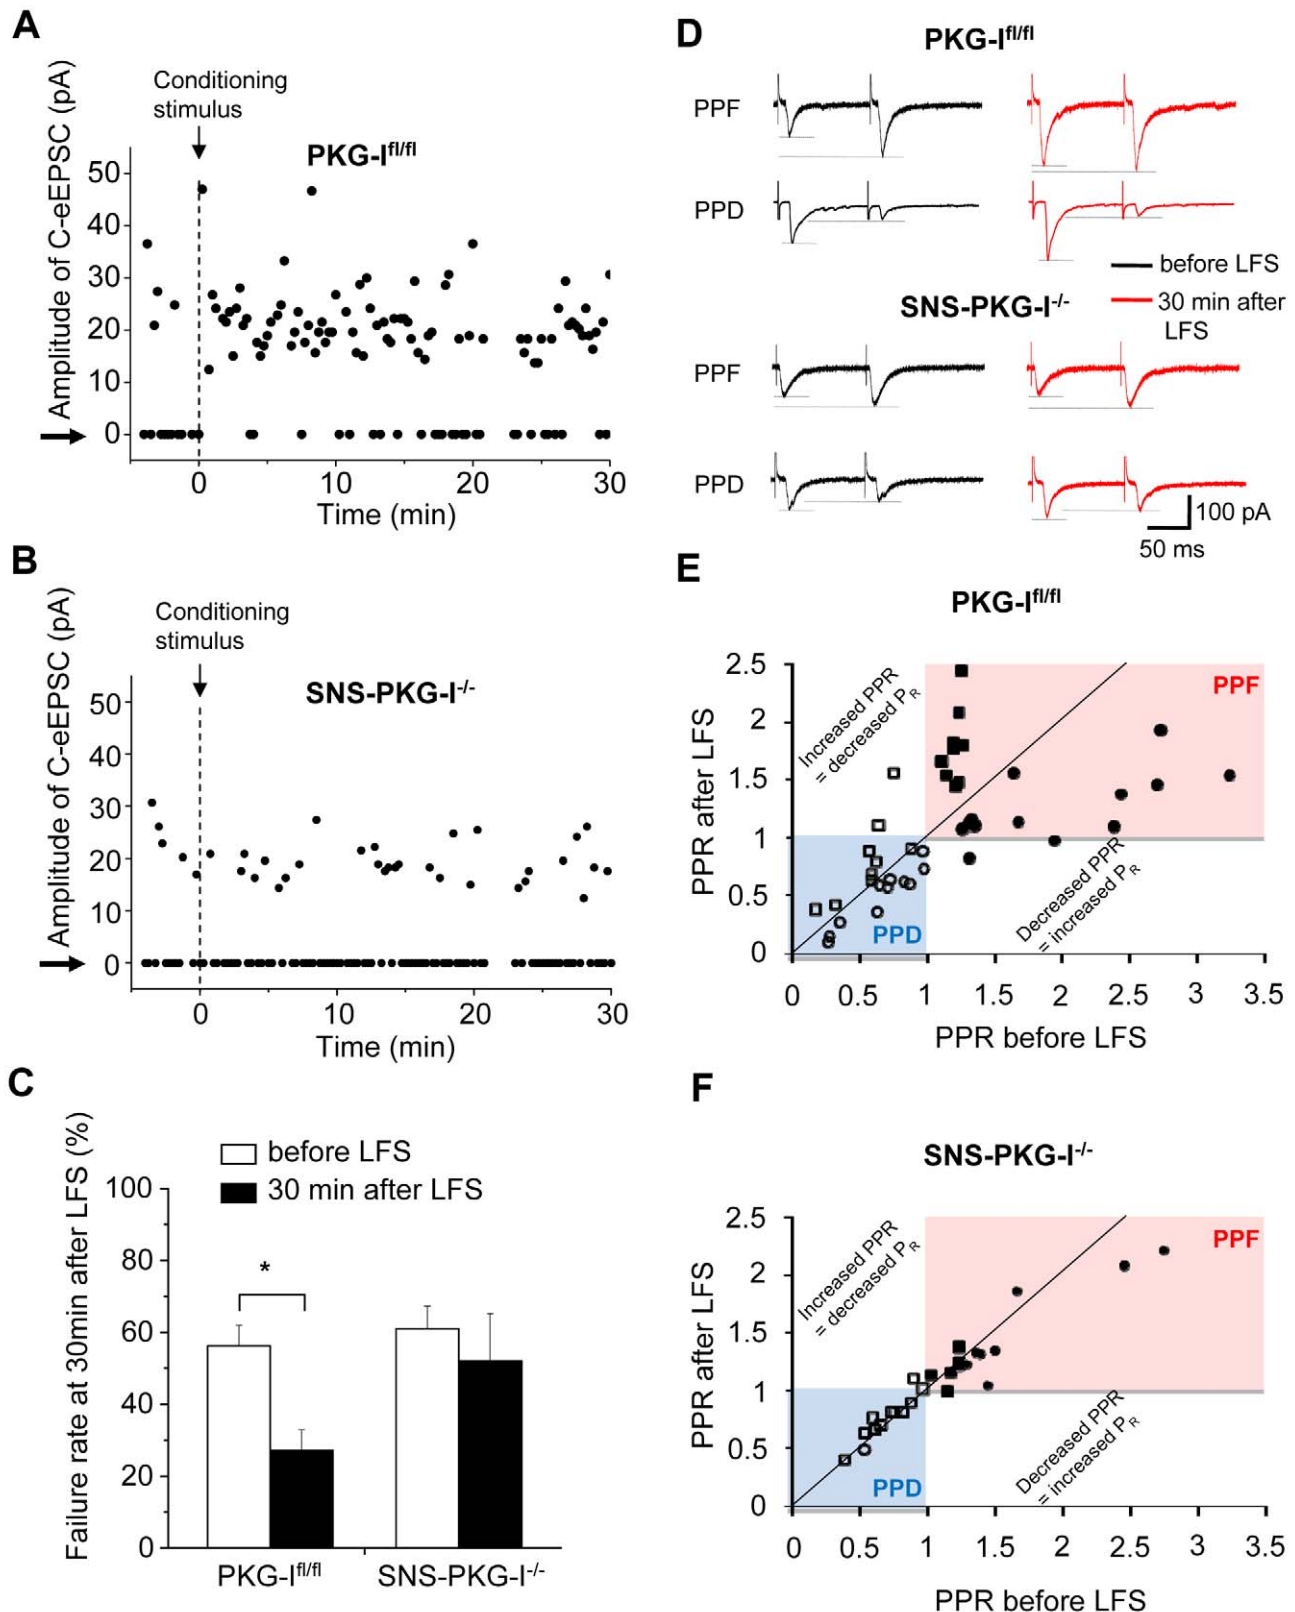 A
Conditioning
stimulus
PKG-Ifl/fl
Amplitude of C-eEPSC (pA)
50
40
30
20
10
0
0 10 20 30
Time (min)
B
Conditioning
stimulus
SNS-PKG-I-/-
Amplitude of C-eEPSC (pA)
50
40
30
20
10
0
0 10 20 30
Time (min)
C
before LFS
30 min after LFS
Failure rate at 30min after LFS (%)
100
80
60
40
20
0
*
PKG-Ifl/fl SNS-PKG-I-/-
D
PKG-Ifl/fl
PPF
PPD
before LFS
30 min after
LFS
SNS-PKG-I-/-
PPF
PPD
100 pA
50 ms
E
PKG-Ifl/fl
PPR after LFS
2.5
2
1.5
1
0.5
0
Increased PPR
= decreased PR
PPF
Decreased PPR
= increased PR
PPD
0 0.5 1 1.5 2 2.5 3 3.5
PPR before LFS
F
SNS-PKG-I-/-
PPR after LFS
2.5
2
1.5
1
0.5
0
Increased PPR
= decreased PR
PPF
Decreased PPR
= increased PR
PPD
0 0.5 1 1.5 2 2.5 3 3.5
PPR before LFS